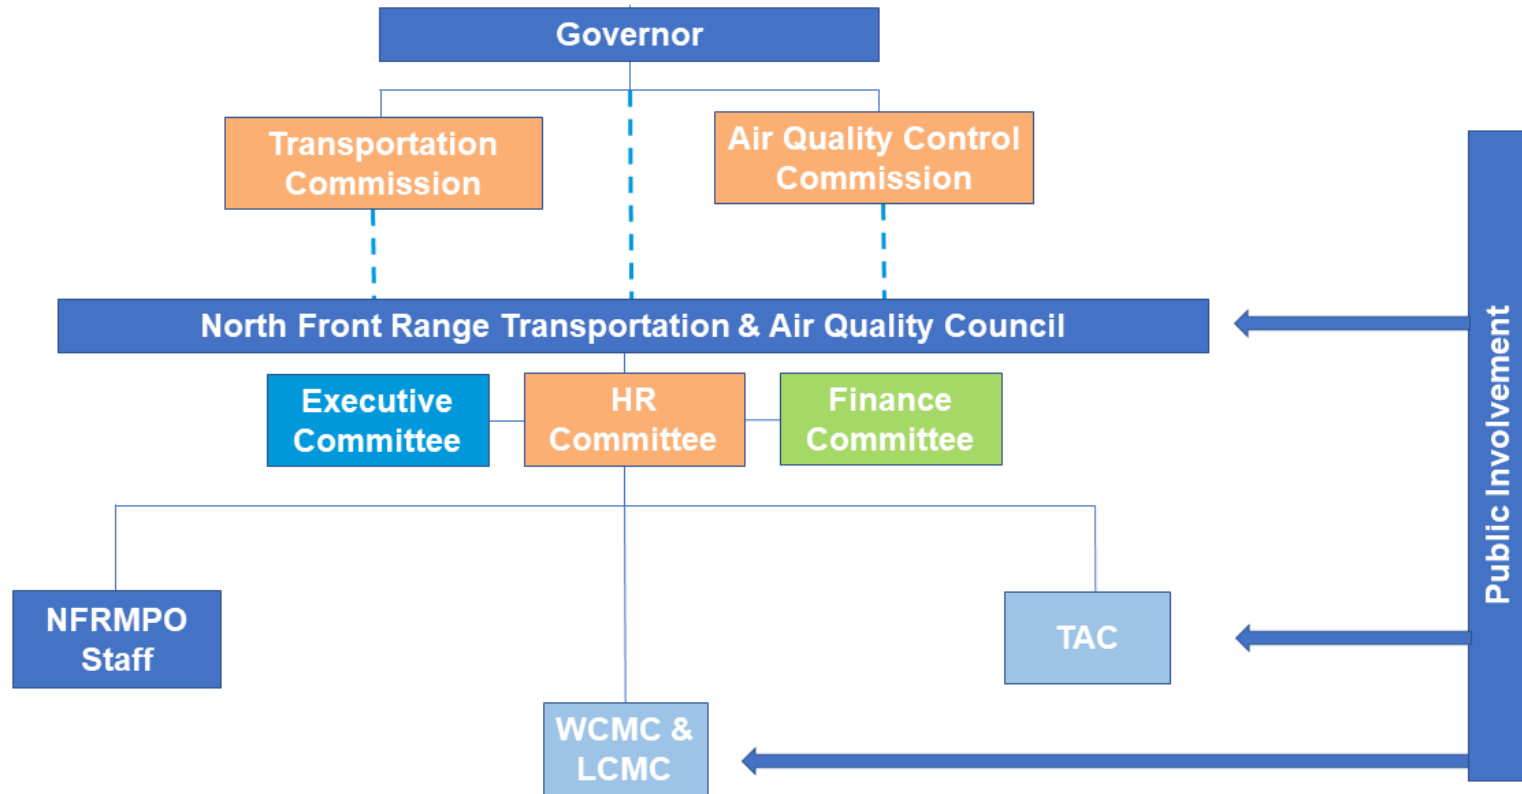 Governor
Transportation
Commission
Air Quality Control
Commission
North Front Range Transportation & Air Quality Council
Executive
Committee
HR
Committee
Finance
Committee
NFRMPO
Staff
TAC
WCMC &
LCMC
Public Involvement